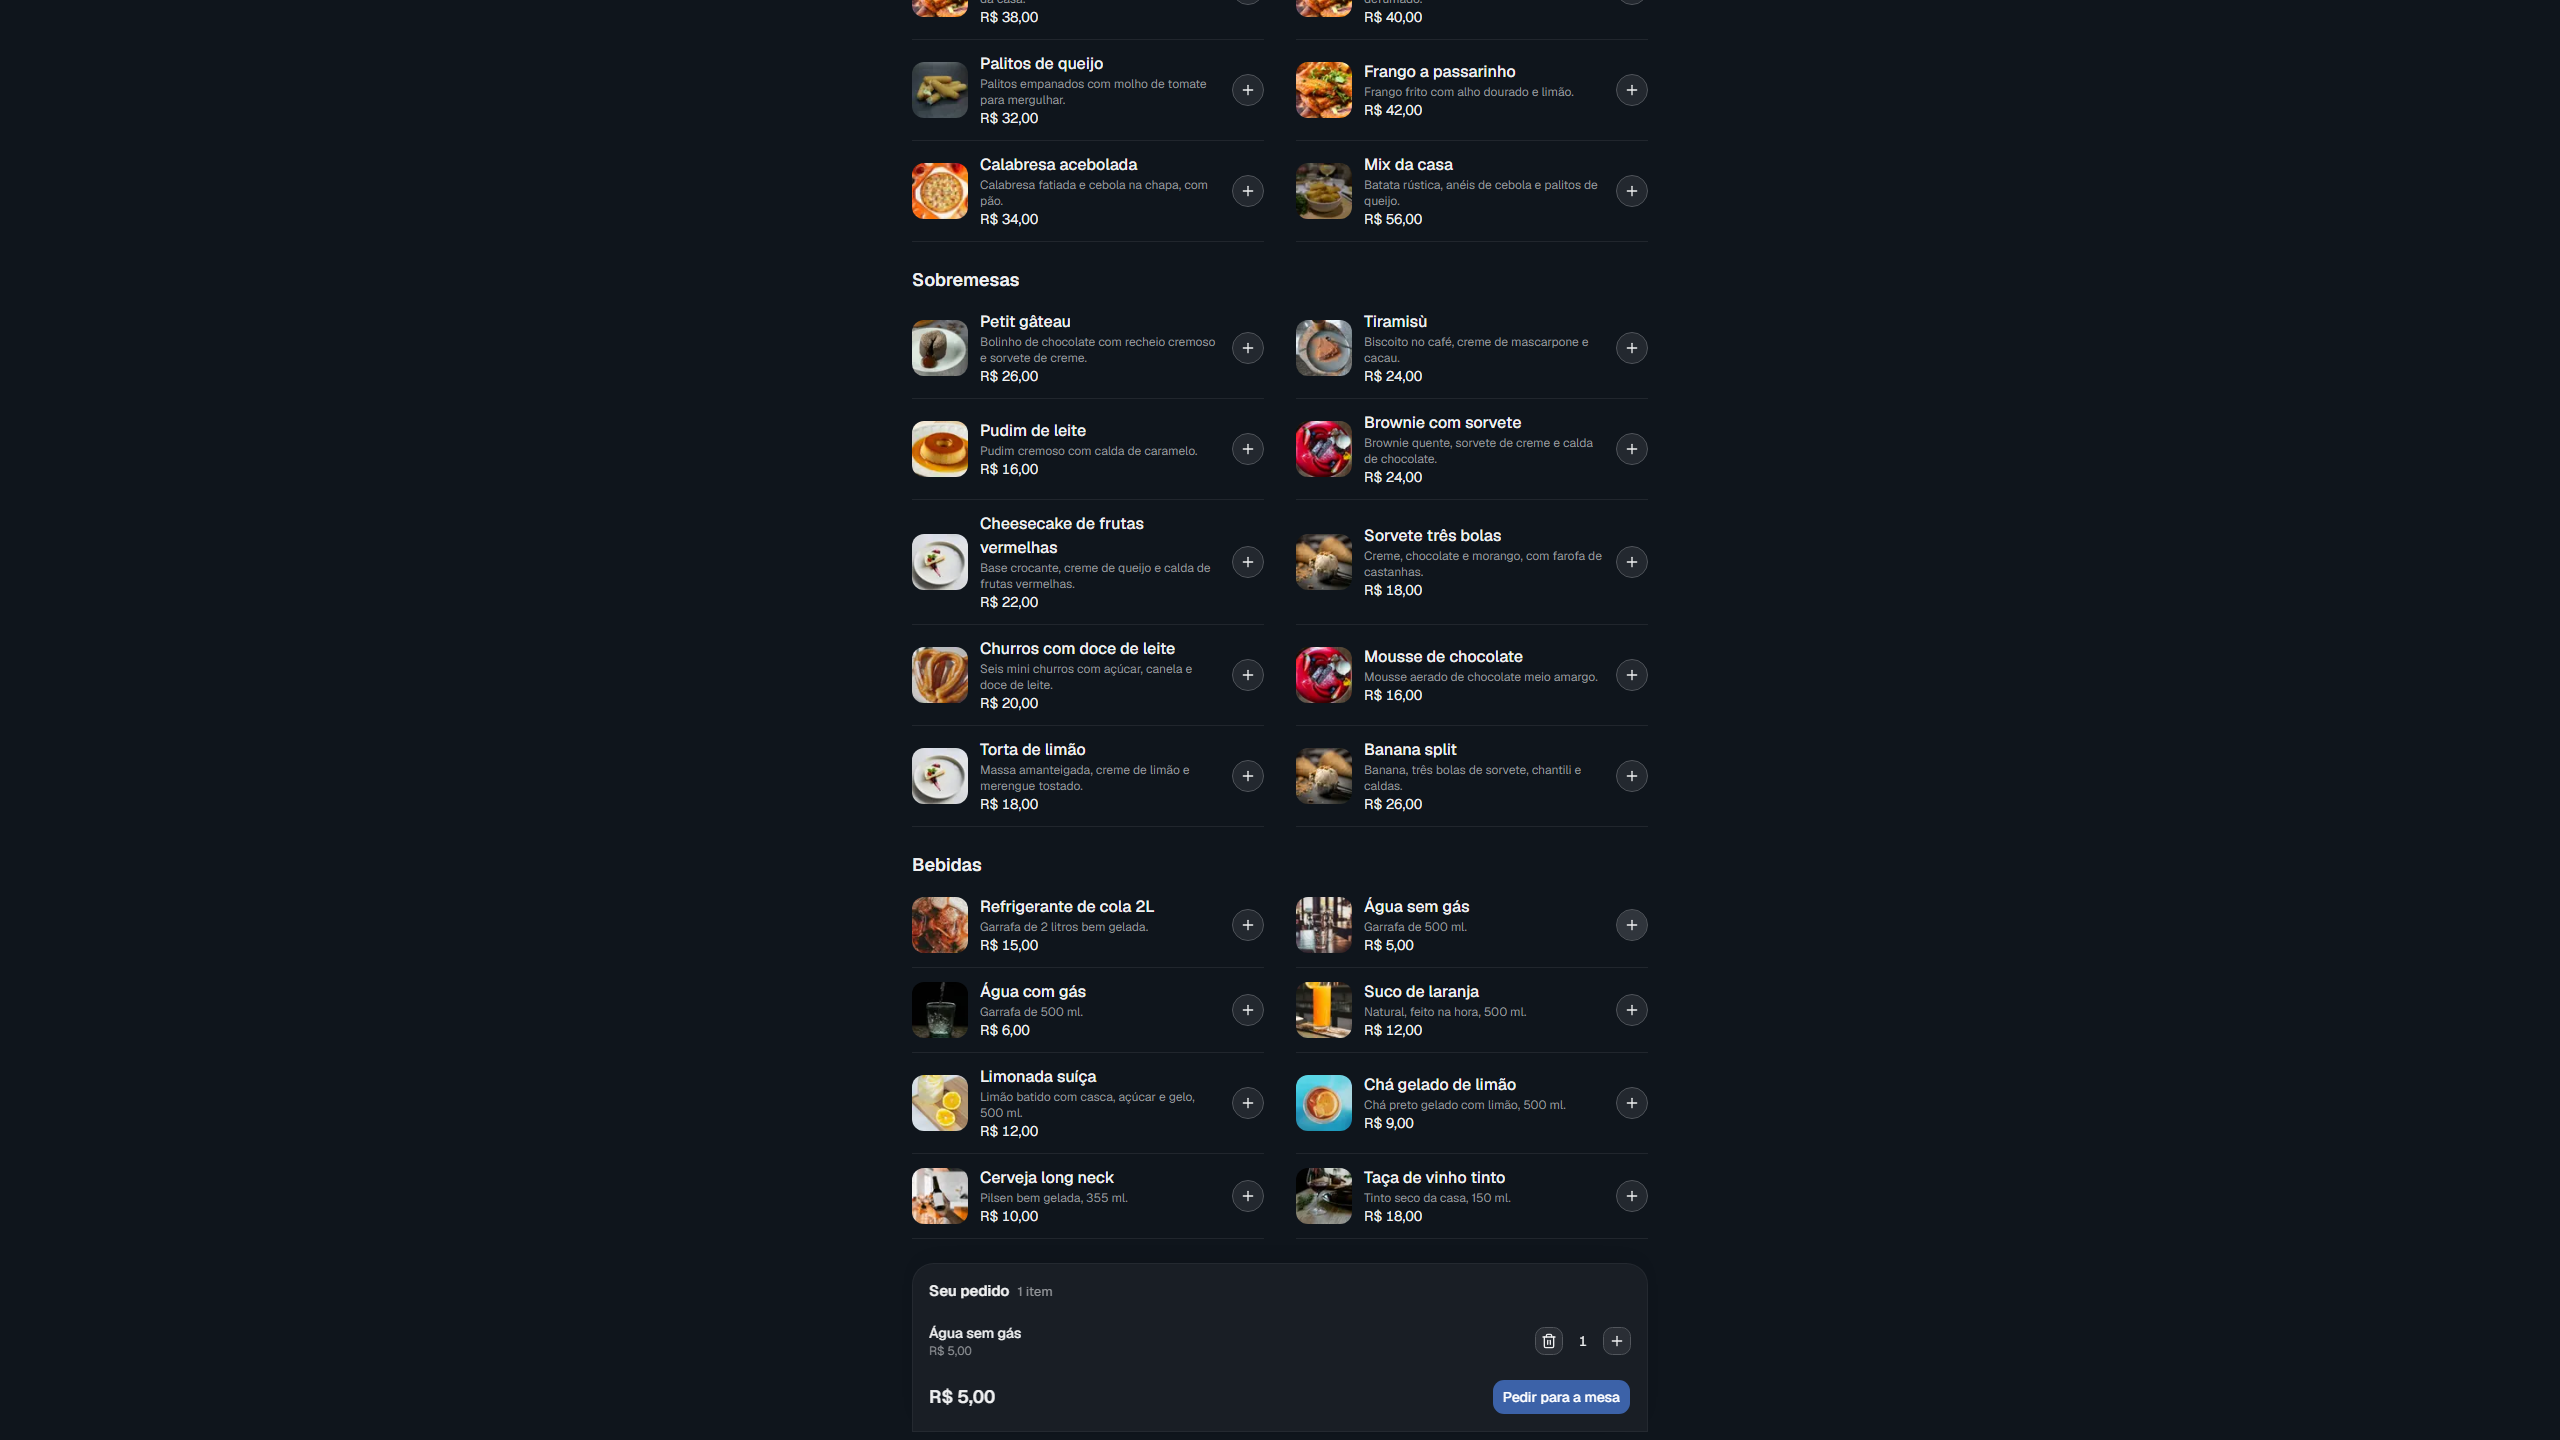 da casa.
R$ 38,00
defumado.
R$ 40,00
Palitos de queijo
Palitos empanados com molho de tomate
para mergulhar.
R$ 32,00
Frango a passarinho
Frango frito com alho dourado e limão.
R$ 42,00
Calabresa acebolada
Calabresa fatiada e cebola na chapa, com
pão.
R$ 34,00
Mix da casa
Batata rústica, anéis de cebola e palitos de
queijo.
R$ 56,00
Sobremesas
Petit gâteau
Bolinho de chocolate com recheio cremoso
e sorvete de creme.
R$ 26,00
Tiramisù
Biscoito no café, creme de mascarpone e
cacau.
R$ 24,00
Pudim de leite
Pudim cremoso com calda de caramelo.
R$ 16,00
Brownie com sorvete
Brownie quente, sorvete de creme e calda
de chocolate.
R$ 24,00
Cheesecake de frutas
vermelhas
Base crocante, creme de queijo e calda de
frutas vermelhas.
R$ 22,00
Sorvete três bolas
Creme, chocolate e morango, com farofa de
castanhas.
R$ 18,00
Churros com doce de leite
Seis mini churros com açúcar, canela e
doce de leite.
R$ 20,00
Mousse de chocolate
Mousse aerado de chocolate meio amargo.
R$ 16,00
Torta de limão
Massa amanteigada, creme de limão e
merengue tostado.
R$ 18,00
Banana split
Banana, três bolas de sorvete, chantili e
caldas.
R$ 26,00
Bebidas
Refrigerante de cola 2L
Garrafa de 2 litros bem gelada.
R$ 15,00
Água sem gás
Garrafa de 500 ml.
R$ 5,00
Água com gás
Garrafa de 500 ml.
R$ 6,00
Suco de laranja
Natural, feito na hora, 500 ml.
R$ 12,00
Limonada suíça
Limão batido com casca, açúcar e gelo,
500 ml.
R$ 12,00
Chá gelado de limão
Chá preto gelado com limão, 500 ml.
R$ 9,00
Cerveja long neck
Pilsen bem gelada, 355 ml.
R$ 10,00
Taça de vinho tinto
Tinto seco da casa, 150 ml.
R$ 18,00
Seu pedido 1 item
Água sem gás
R$ 5,00
1
R$ 5,00
Pedir para a mesa